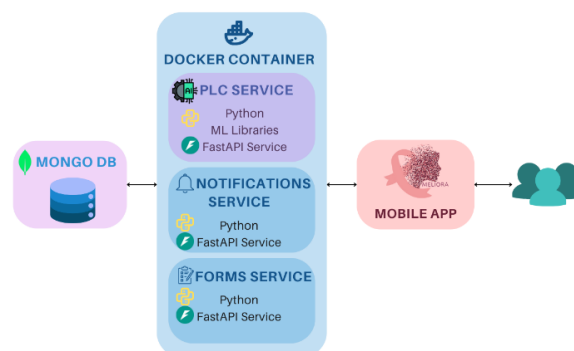 DOCKER CONTAINER
PLC SERVICE
Python
ML Libraries
FastAPI Service
MONGO DB
NOTIFICATIONS
SERVICE
Python
FastAPI Service
MELIORA
MOBILE APP
FORMS SERVICE
Python
FastAPI Service